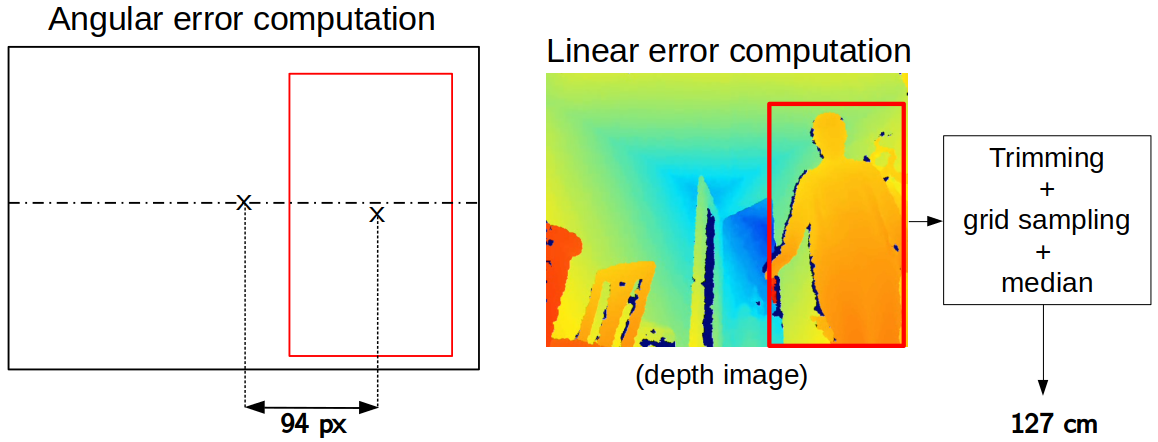 Angular error computation
x
x
94 px
Linear error computation
(depth image)
Trimming
+
grid sampling
+
median
127 cm